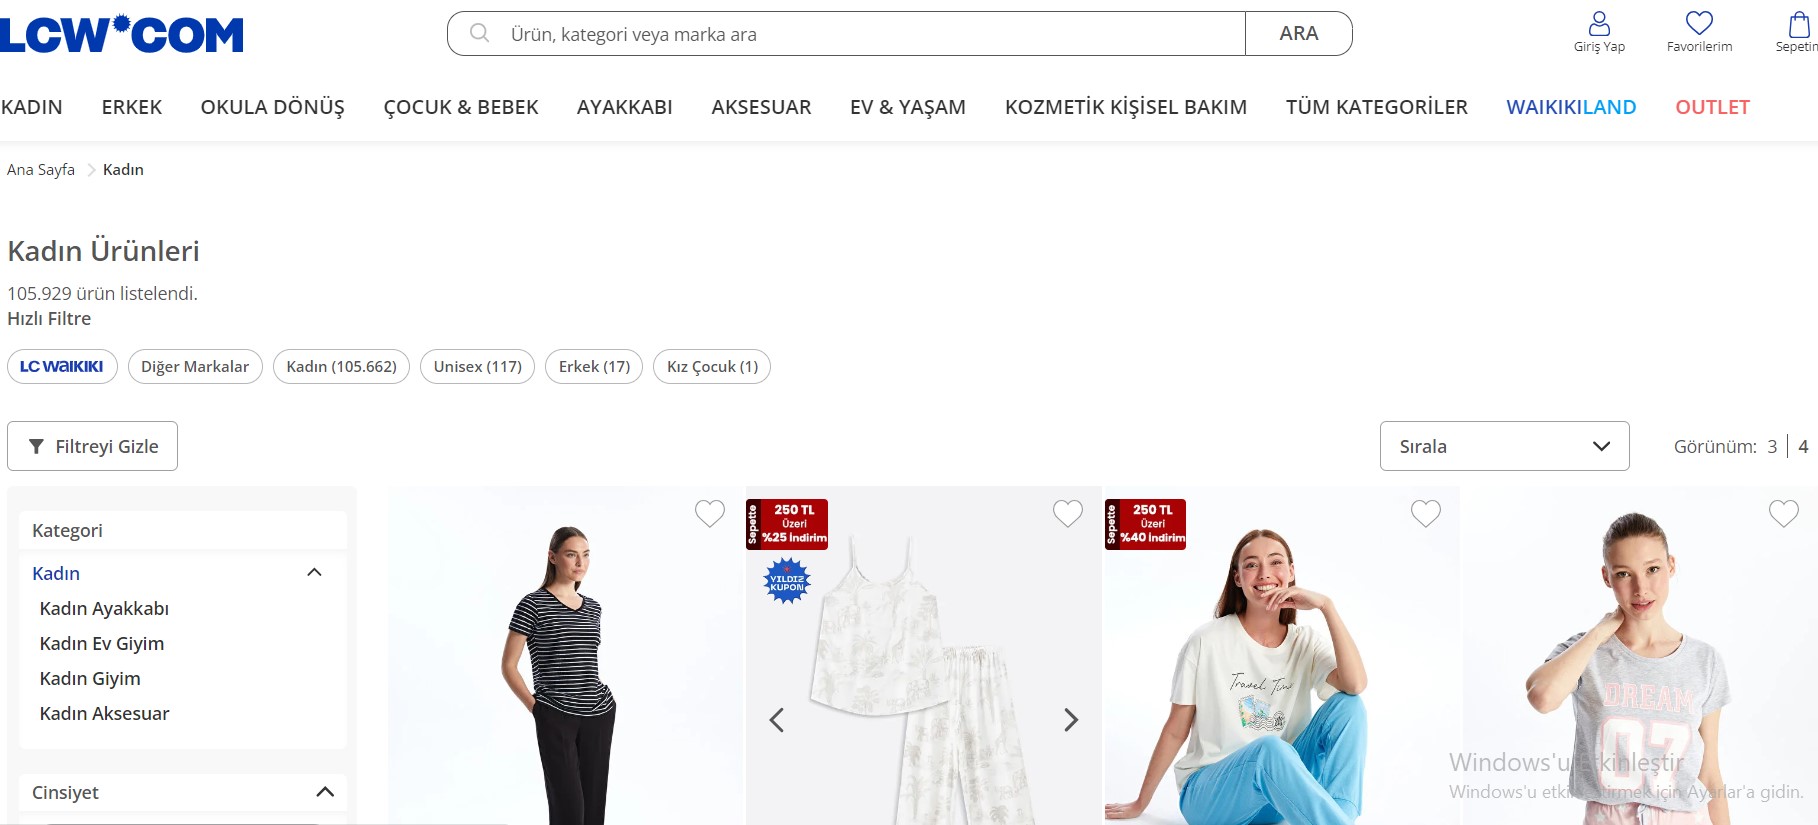 LCW COM
Ürün, kategori veya marka ara
ARA
Giriş Yap
Favorilerim
Sepetim
KADIN ERKEK OKULA DÖNÜŞ ÇOCUK & BEBEK AYAKKABI AKSESUAR EV & YAŞAM KOZMETİK KİŞİSEL BAKIM TÜM KATEGORİLER WAIKIKILAND OUTLET
Ana Sayfa > Kadın
Kadın Ürünleri
105.929 ürün listelendi.
Hızlı Filtre
LC WAIKIKI Diğer Markalar Kadın (105.662) Unisex (117) Erkek (17) Kız Çocuk (1)
Filtreyi Gizle
Sırala
Görünüm: 3 | 4
Kategori
Kadın
Kadın Ayakkabı
Kadın Ev Giyim
Kadın Giyim
Kadın Aksesuar
Cinsiyet
Sepette
250 TL
Üzeri
%25 İndirim
YILDIZ
KUPON
Sepette
250 TL
Üzeri
%40 İndirim
Travel Time
DREAM
07
Windows'u Etkinleştir
Windows'u etkinleştirmek için Ayarlar'a gidin.